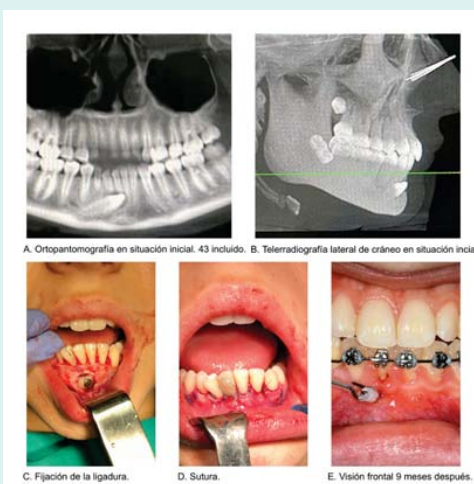 A. Ortopantomografía en situación inicial. 43 incluido.
B. Telerradiografía lateral de cráneo en situación incia
C. Fijación de la ligadura.
D. Sutura.
E. Visión frontal 9 meses después.